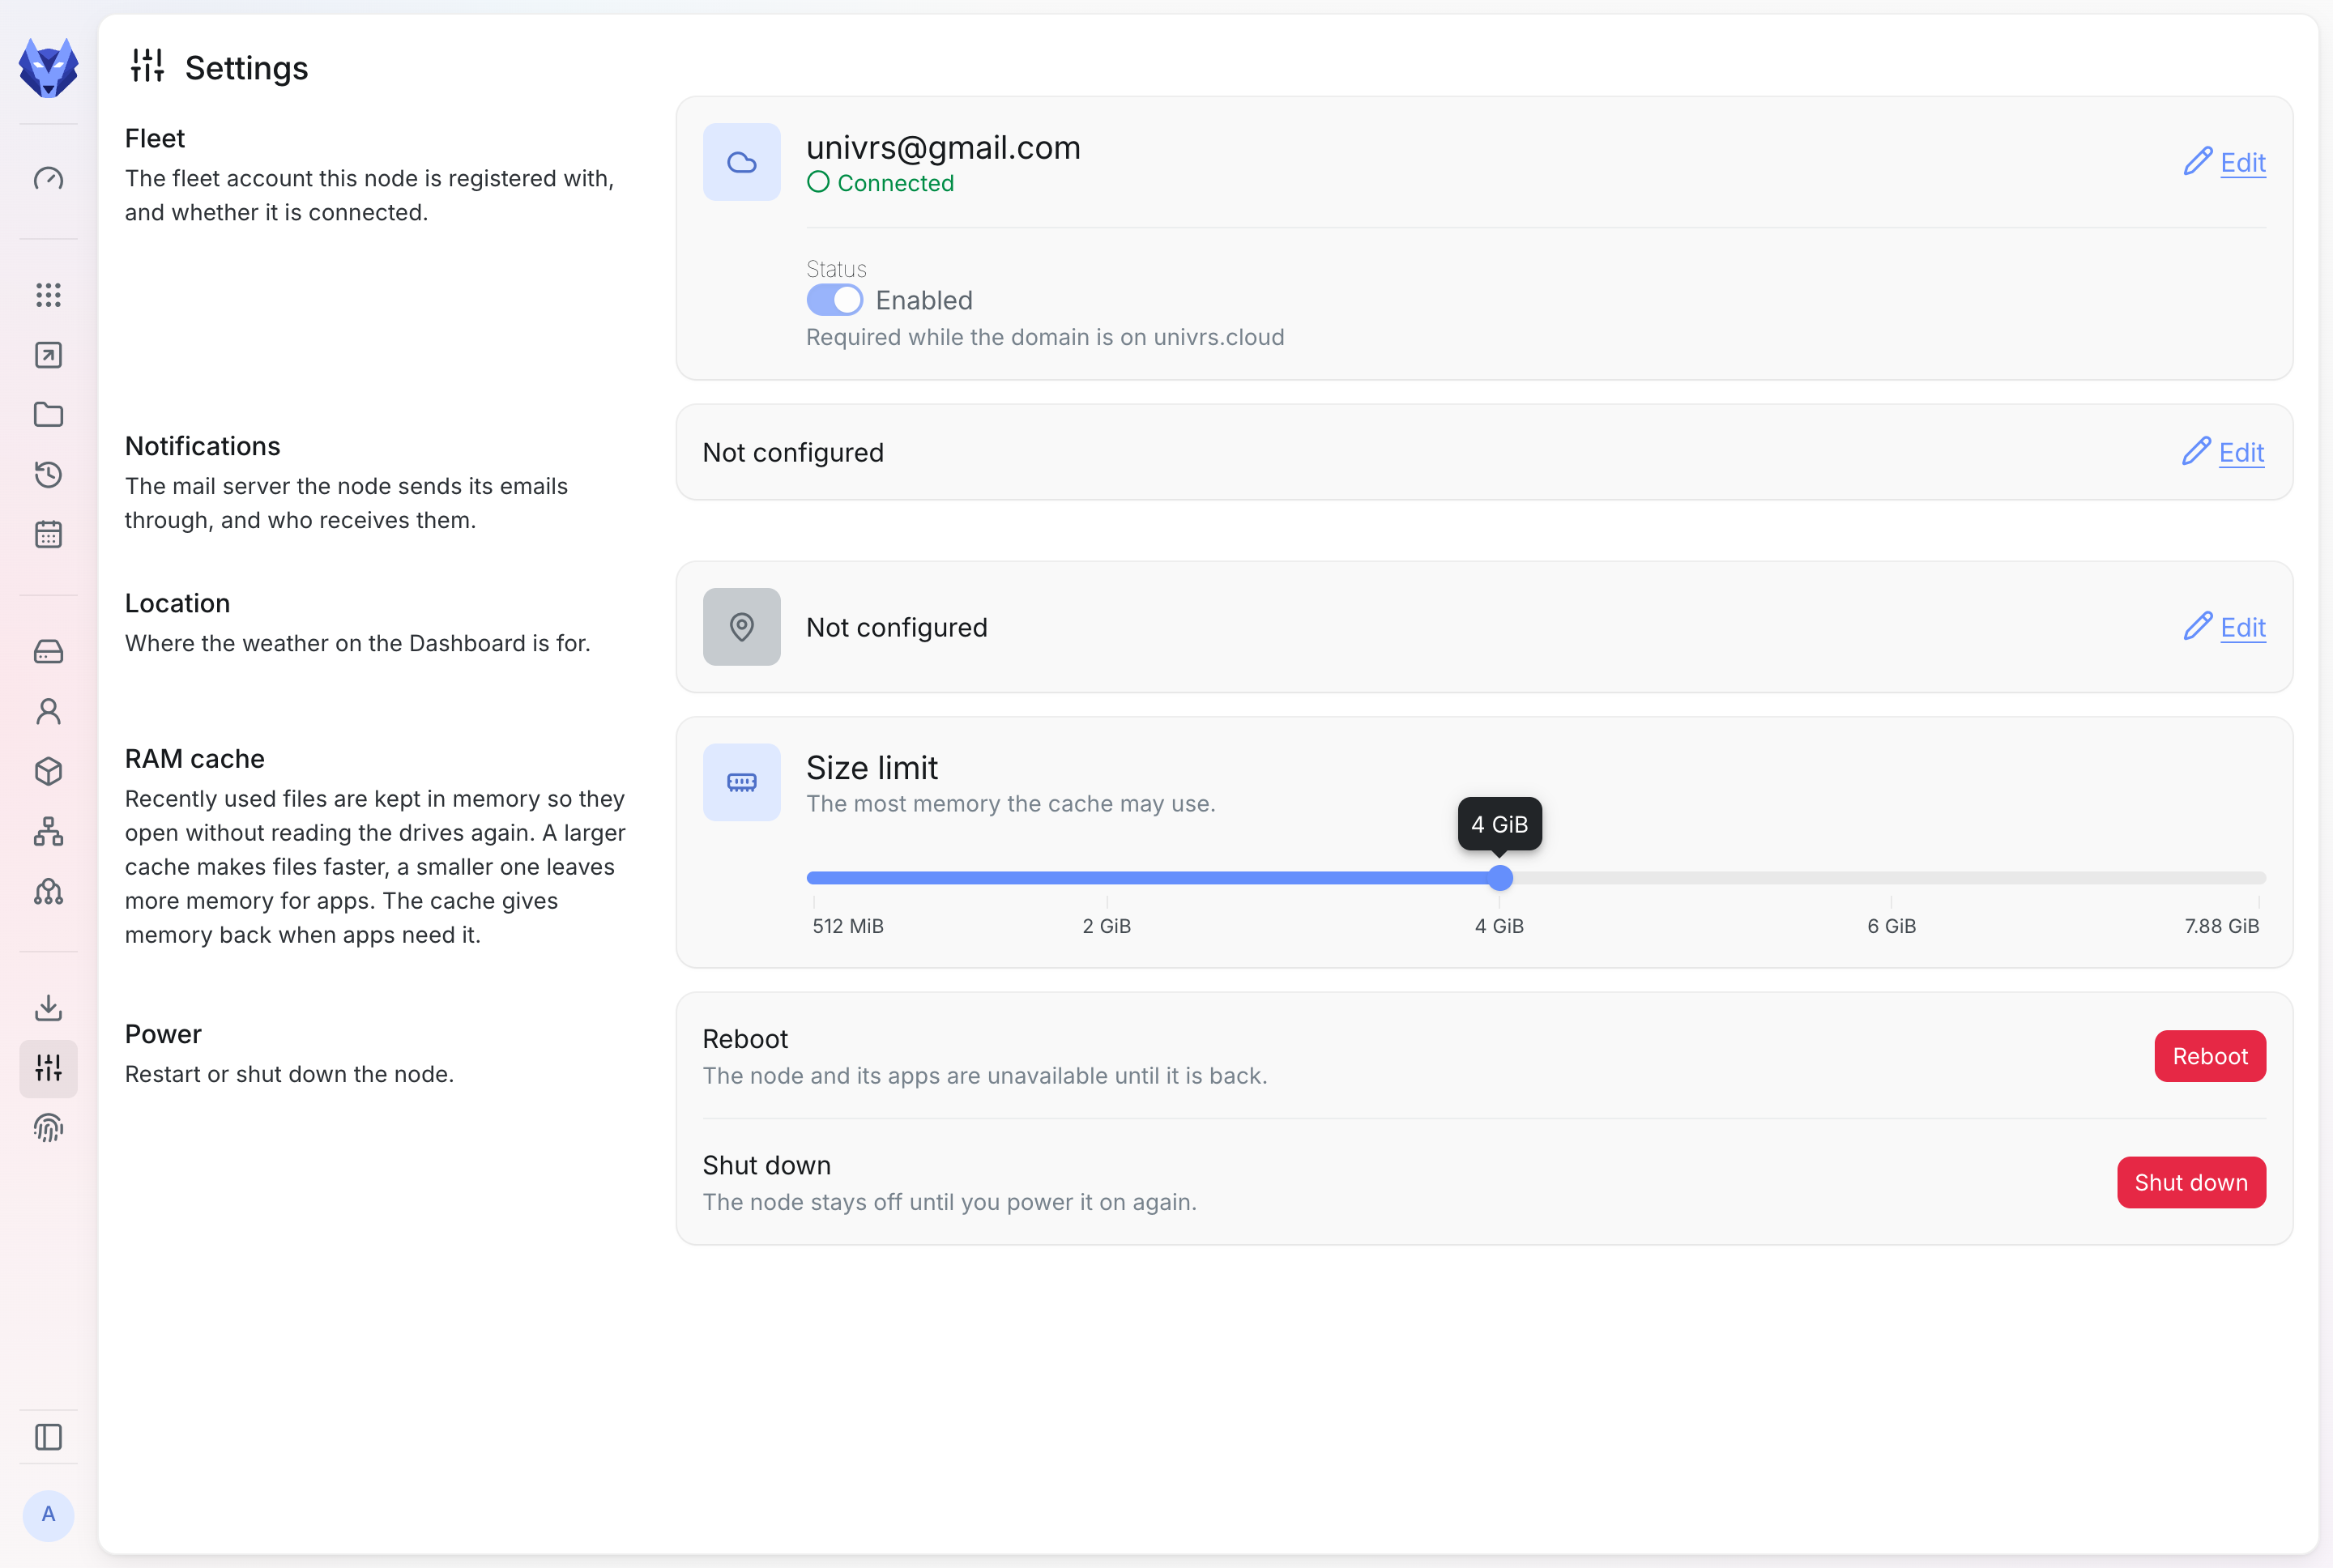 Settings
Fleet
The fleet account this node is registered with,
and whether it is connected.
univrs@gmail.com
Connected
Edit
Status
Enabled
Required while the domain is on univrs.cloud
Notifications
The mail server the node sends its emails
through, and who receives them.
Not configured
Edit
Location
Where the weather on the Dashboard is for.
Not configured
Edit
RAM cache
Recently used files are kept in memory so they
open without reading the drives again. A larger
cache makes files faster, a smaller one leaves
more memory for apps. The cache gives
memory back when apps need it.
Size limit
The most memory the cache may use.
4 GiB
512 MiB 2 GiB 4 GiB 6 GiB 7.88 GiB
Power
Restart or shut down the node.
Reboot
The node and its apps are unavailable until it is back.
Reboot
Shut down
The node stays off until you power it on again.
Shut down
A